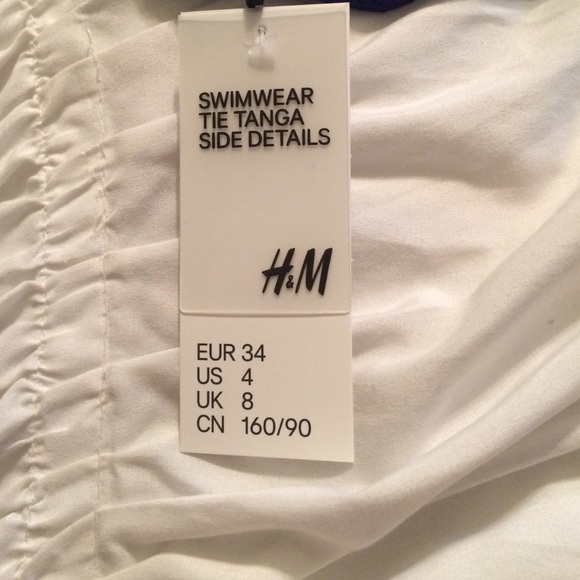 SWIMWEAR
TIE TANGA
SIDE DETAILS
H&M
EUR 34
US 4
UK 8
CN 160/90